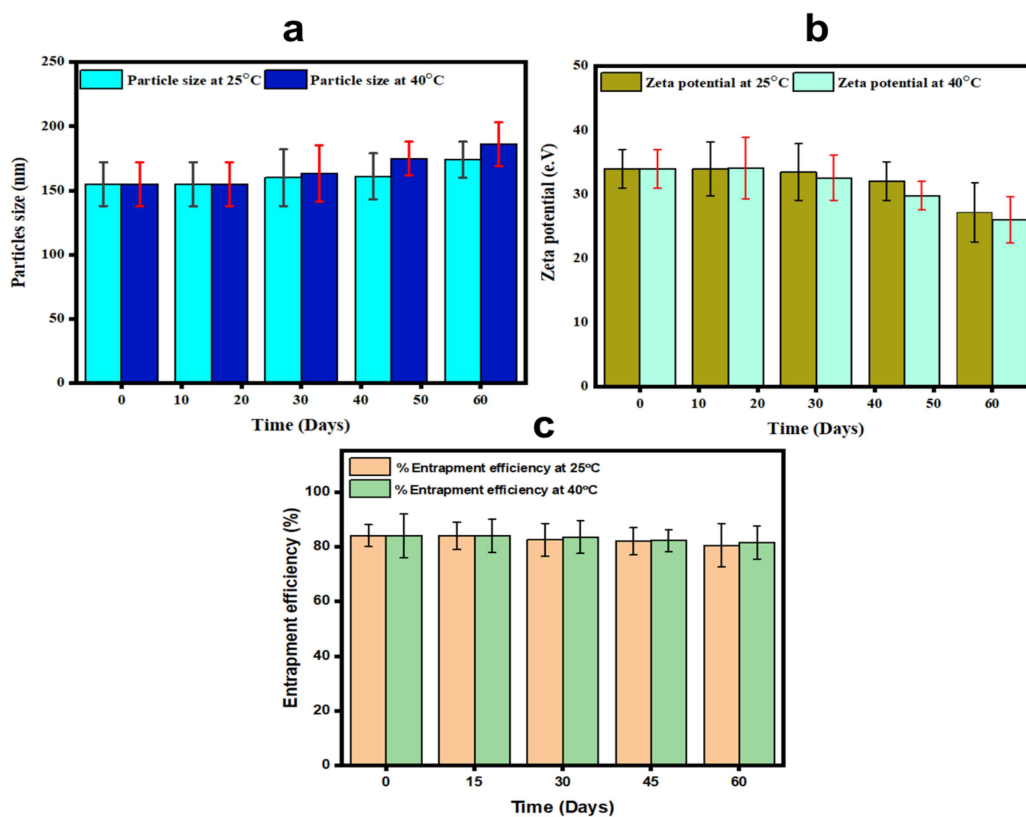 a
Particle size at 25°C Particle size at 40°C
250
200
150
100
50
0
Particles size (nm)
0 10 20 30 40 50 60
Time (Days)
b
Zeta potential at 25°C Zeta potential at 40°C
50
40
30
20
10
0
Zeta potential (e.V)
0 10 20 30 40 50 60
Time (Days)
c
% Entrapment efficiency at 25°C
% Entrapment efficiency at 40°C
100
80
60
40
20
0
Entrapment efficiency (%)
0 15 30 45 60
Time (Days)